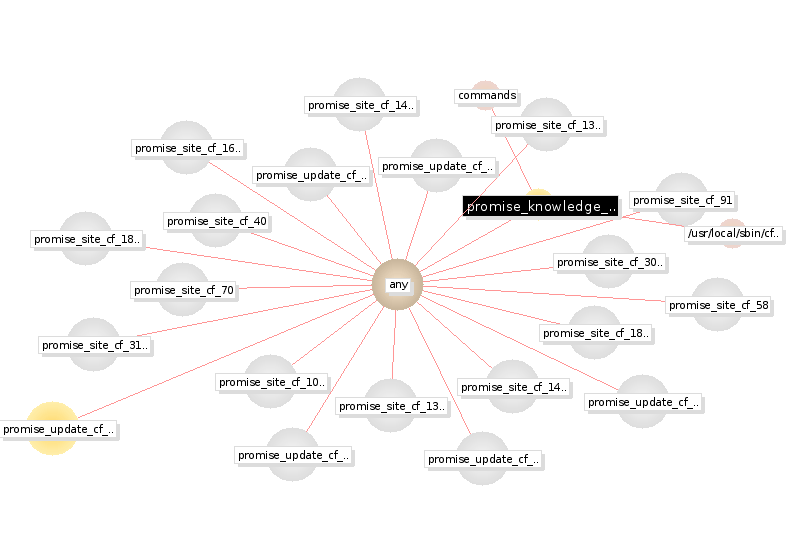 commands
promise_site_cf_14..
promise_site_cf_13..
promise_site_cf_16..
promise_update_cf_..
promise_update_cf_..
promise_knowledge_..
promise_site_cf_91
promise_site_cf_40
/usr/local/sbin/cf..
promise_site_cf_18..
promise_site_cf_30..
any
promise_site_cf_70
promise_site_cf_58
promise_site_cf_18..
promise_site_cf_31..
promise_site_cf_10..
promise_site_cf_14..
promise_site_cf_13..
promise_update_cf_..
promise_update_cf_..
promise_update_cf_..
promise_update_cf_..